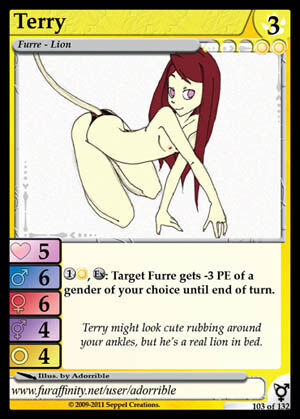 Terry
3
Furre - Lion
5
6
6
4
4
1, E: Target Furre gets -3 PE of a
gender of your choice until end of turn.
Terry might look cute rubbing around
your ankles, but he's a real lion in bed.
Illus. by Adorrible
www.furaffinity.net/user/adorrible
© 2009-2011 Seppel Creations.
103 of 132